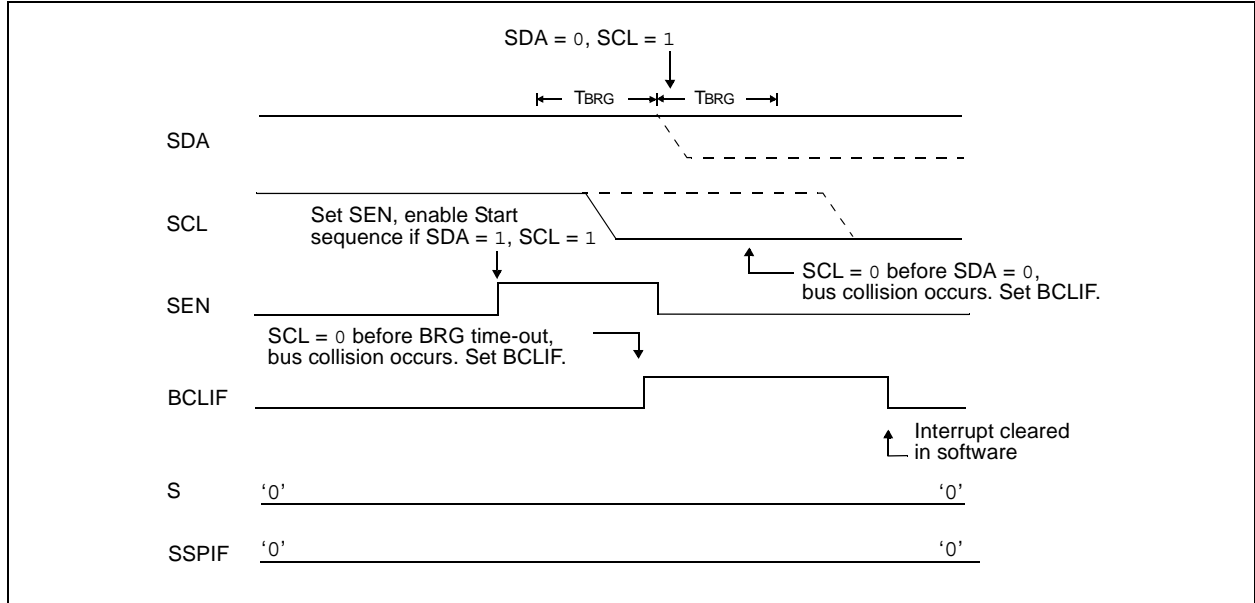 SDA = 0, SCL = 1
TBRG TBRG
SDA
SCL
Set SEN, enable Start
sequence if SDA = 1, SCL = 1
SCL = 0 before SDA = 0,
bus collision occurs. Set BCLIF.
SEN
SCL = 0 before BRG time-out,
bus collision occurs. Set BCLIF.
BCLIF
Interrupt cleared
in software
S ‘0’ ‘0’
SSPIF ‘0’ ‘0’